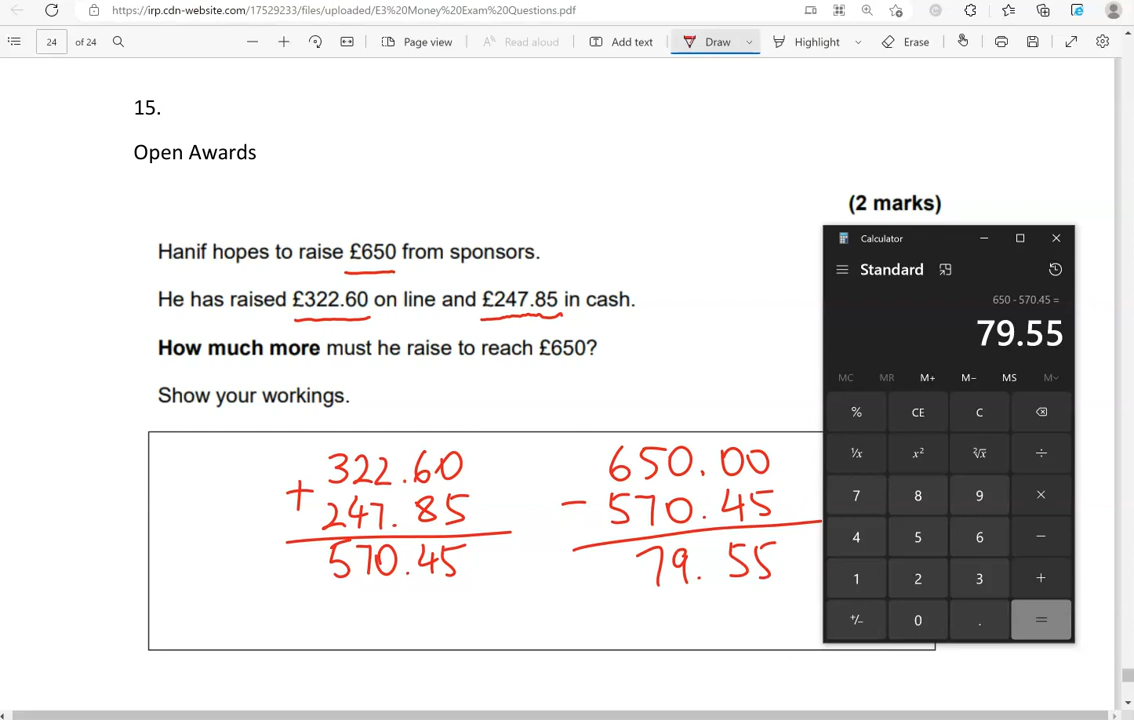 https://irp.cdn-website.com/17529233/files/uploaded/E3%20Money%20Exam%20Questions.pdf
24 of 24 Page view Read aloud Add text Draw Highlight Erase
15.
Open Awards
(2 marks)
Hanif hopes to raise £650 from sponsors.
He has raised £322.60 on line and £247.85 in cash.
How much more must he raise to reach £650?
Show your workings.
322.60
+ 247.85
570.45
650.00
- 570.45
79.55
Calculator
Standard
650 - 570.45 =
79.55
MC MR M+ M− MS M˅
% CE C
¹/x x² ²√x ÷
7 8 9 ×
4 5 6 −
1 2 3 +
+/− 0 . =